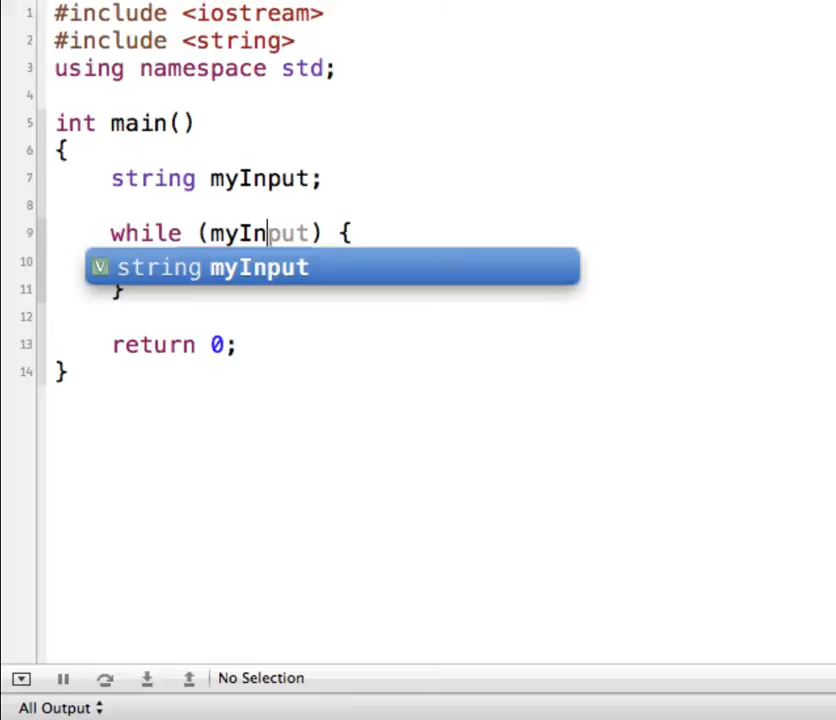 1 #include <iostream>
2 #include <string>
3 using namespace std;
4
5 int main()
6 {
7 string myInput;
8
9 while (myInput) {
10 V string myInput
11 }
12
13 return 0;
14 }
No Selection
All Output